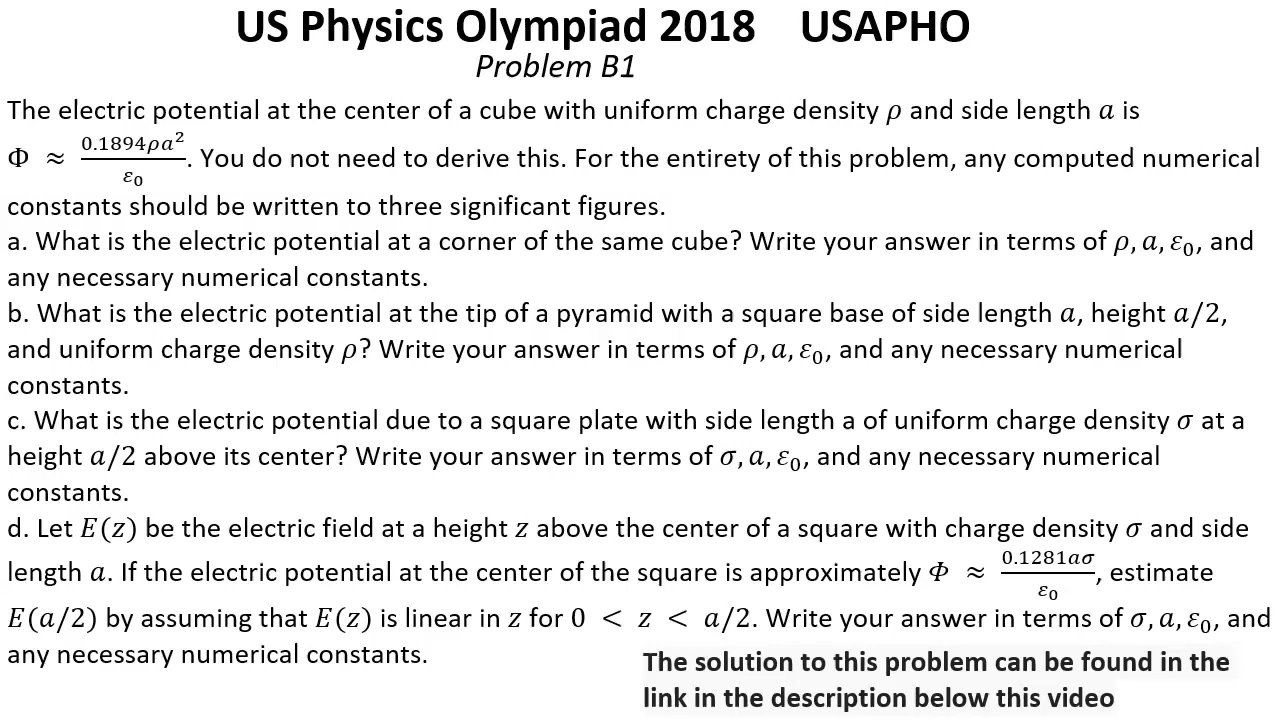 US Physics Olympiad 2018 USAPHO
Problem B1
The electric potential at the center of a cube with uniform charge density ρ and side length a is
Φ ≈ 0.1894ρa²/ε₀. You do not need to derive this. For the entirety of this problem, any computed numerical
constants should be written to three significant figures.
a. What is the electric potential at a corner of the same cube? Write your answer in terms of ρ, a, ε₀, and
any necessary numerical constants.
b. What is the electric potential at the tip of a pyramid with a square base of side length a, height a/2,
and uniform charge density ρ? Write your answer in terms of ρ, a, ε₀, and any necessary numerical
constants.
c. What is the electric potential due to a square plate with side length a of uniform charge density σ at a
height a/2 above its center? Write your answer in terms of σ, a, ε₀, and any necessary numerical
constants.
d. Let E(z) be the electric field at a height z above the center of a square with charge density σ and side
length a. If the electric potential at the center of the square is approximately Φ ≈ 0.1281aσ/ε₀, estimate
E(a/2) by assuming that E(z) is linear in z for 0 < z < a/2. Write your answer in terms of σ, a, ε₀, and
any necessary numerical constants.
The solution to this problem can be found in the
link in the description below this video